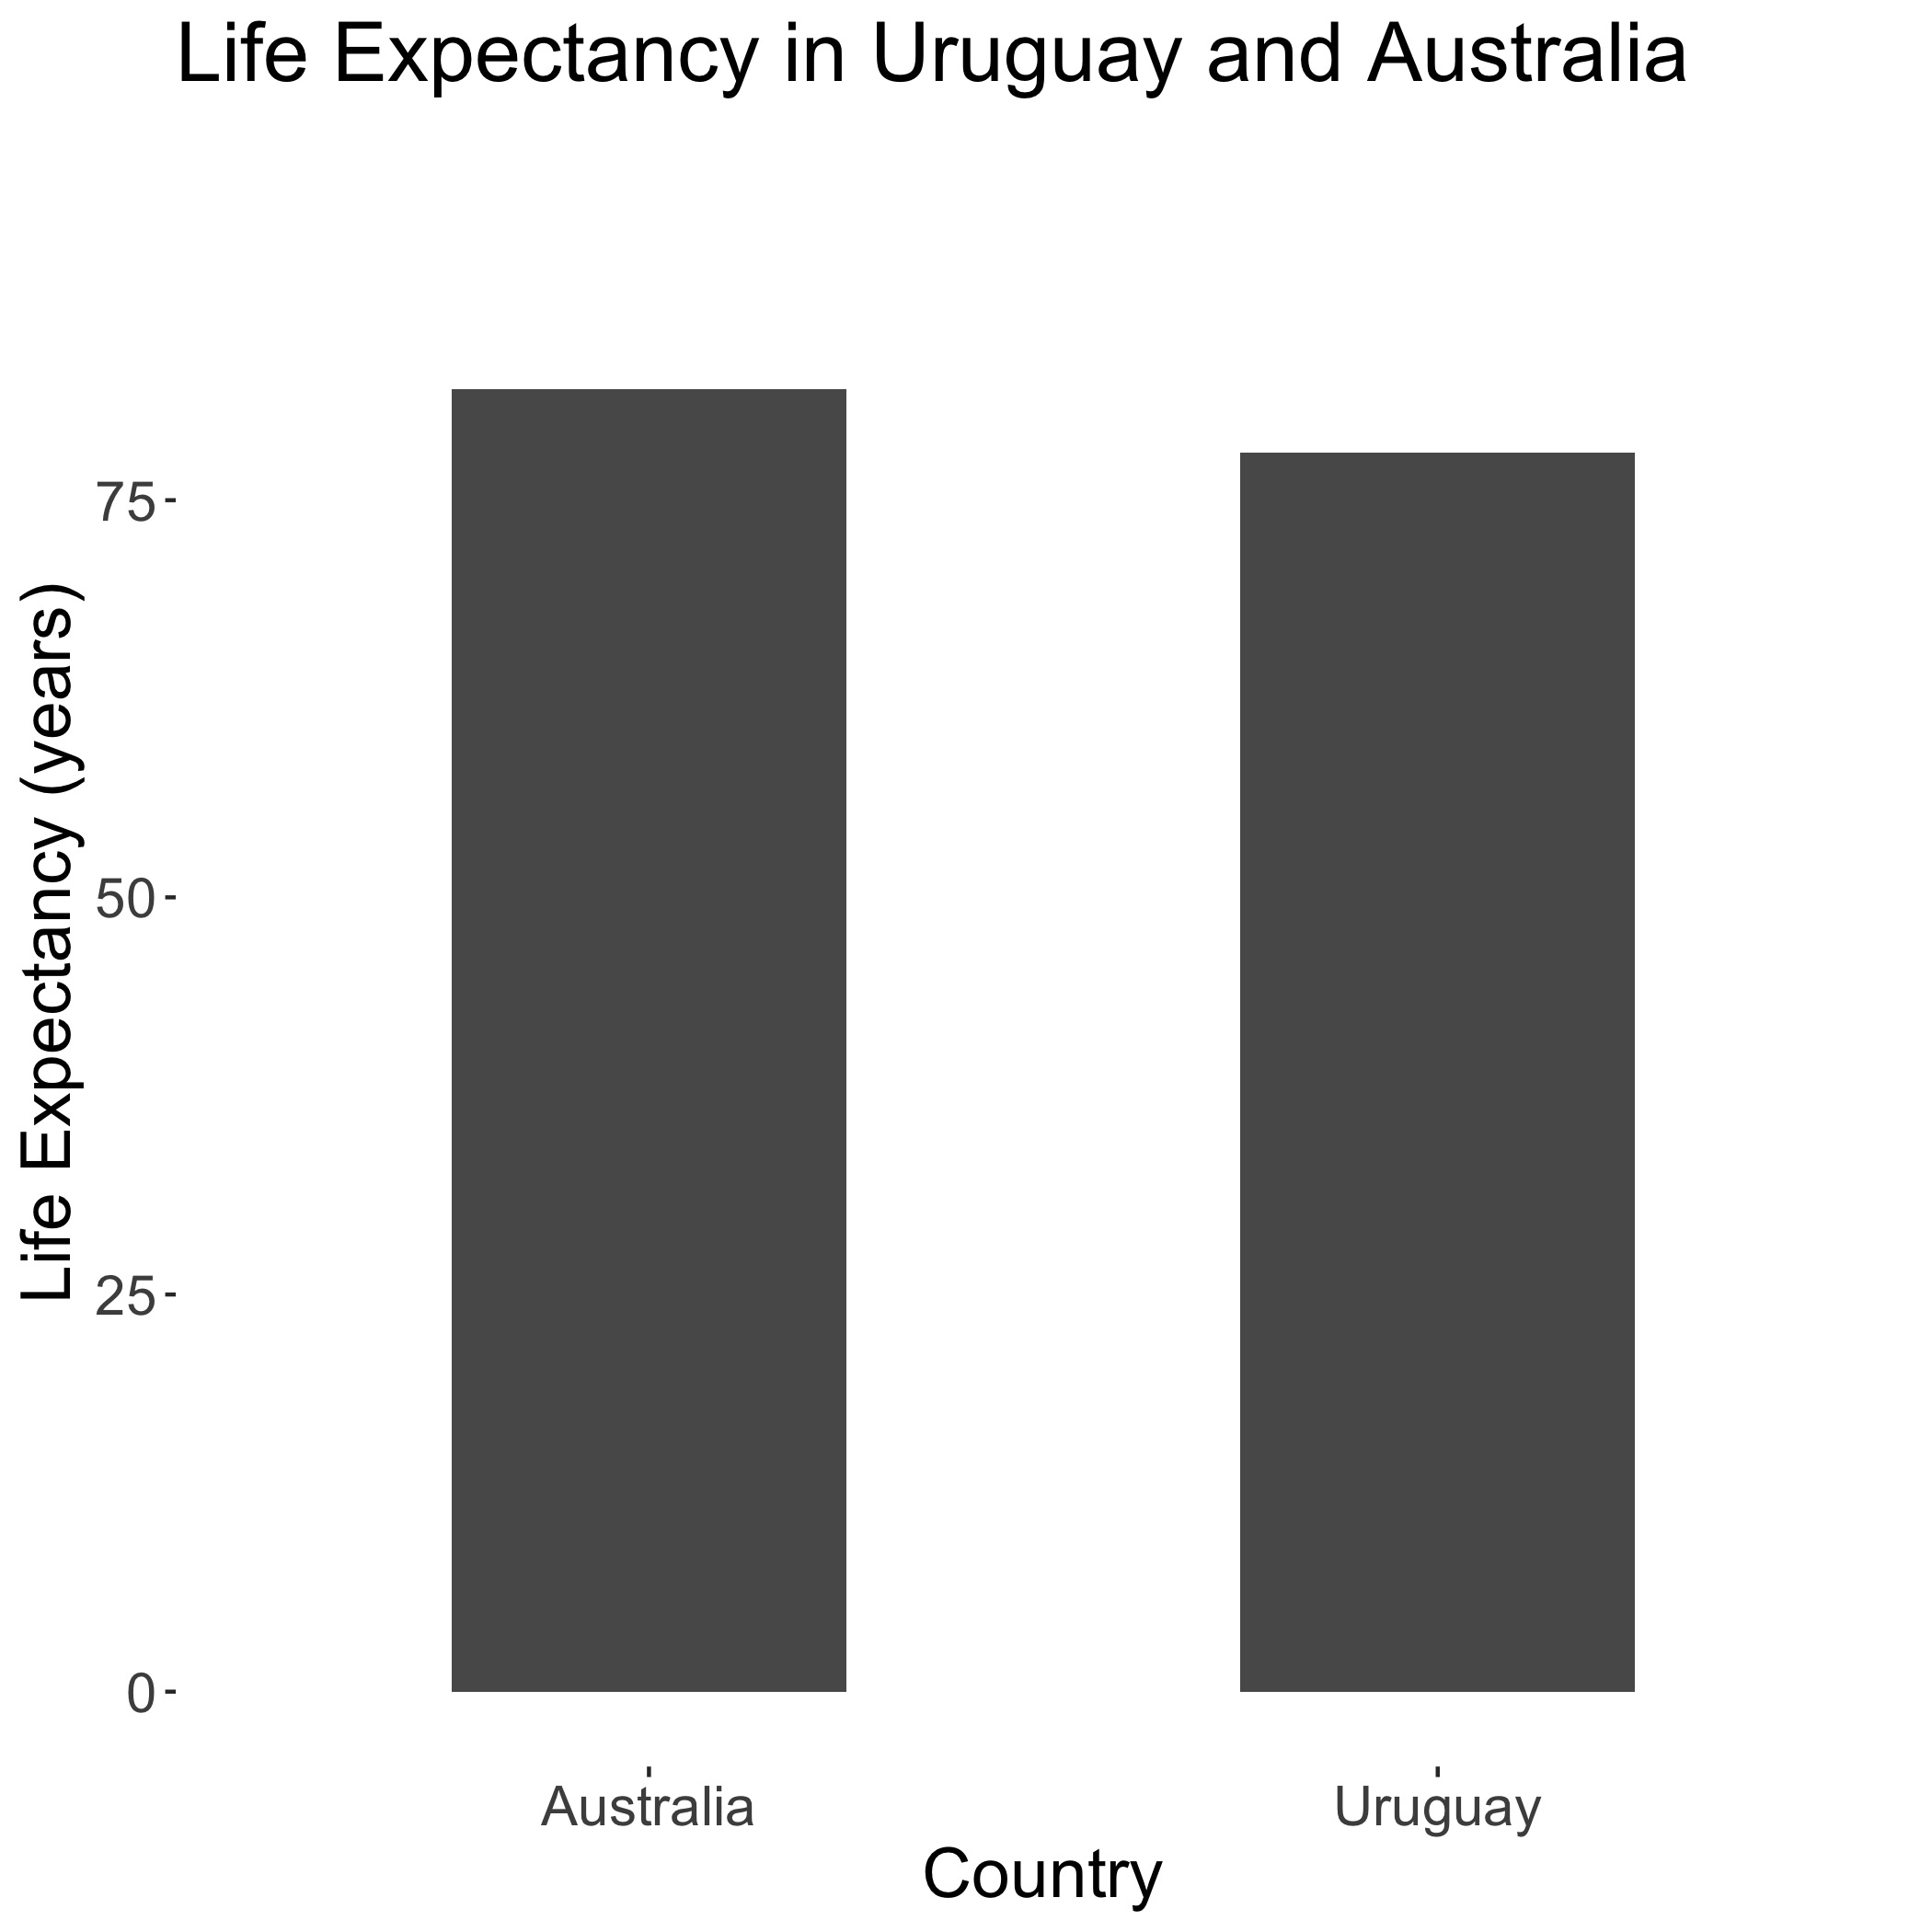 Life Expectancy in Uruguay and Australia
Life Expectancy (years)
75
50
25
0
Australia
Uruguay
Country